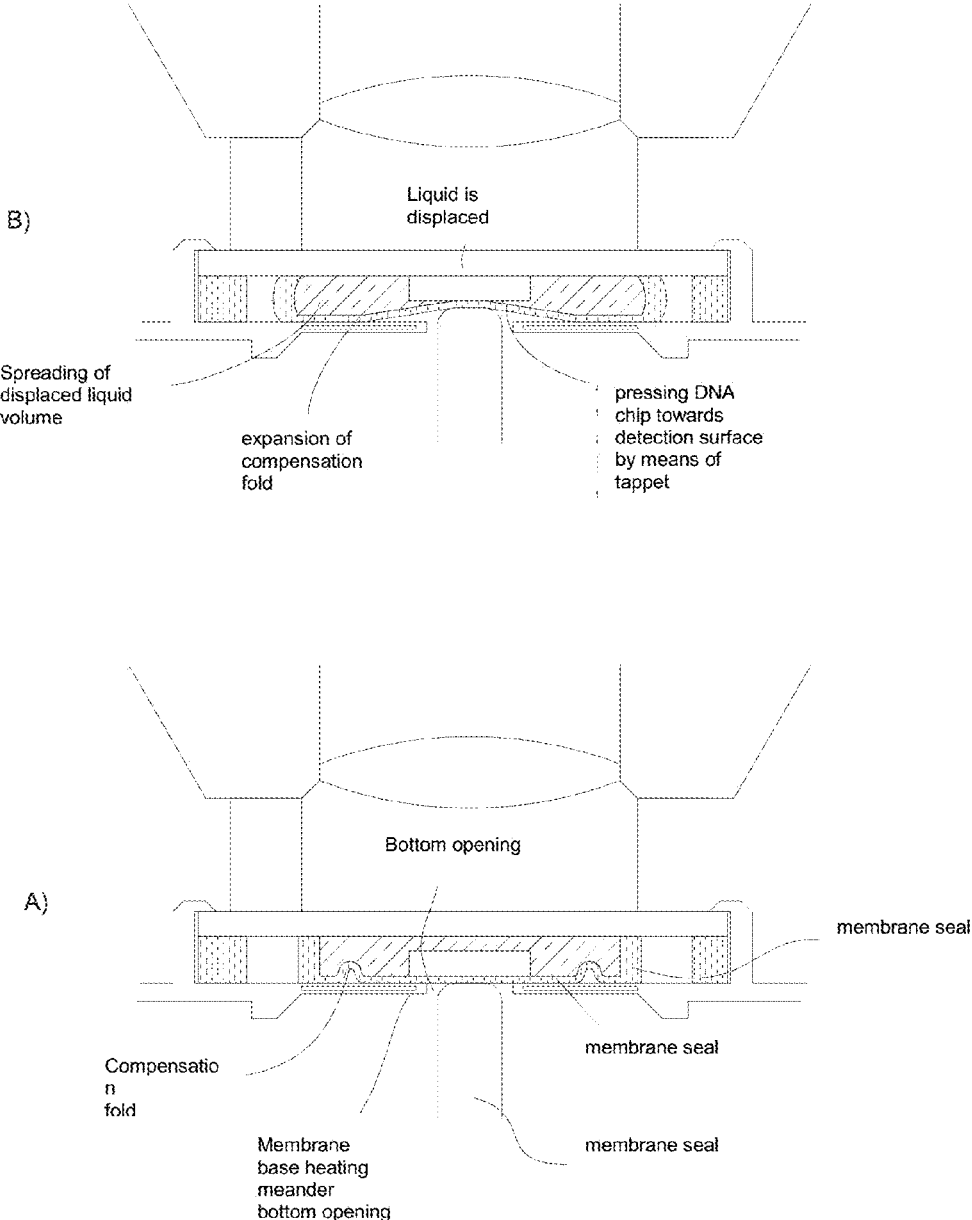 B)
Liquid is
displaced
Spreading of
displaced liquid
volume
expansion of
compensation
fold
pressing DNA
chip towards
detection surface
by means of
tappet
A)
Bottom opening
membrane seal
membrane seal
Compensatio
n
fold
membrane seal
Membrane
base heating
meander
bottom opening